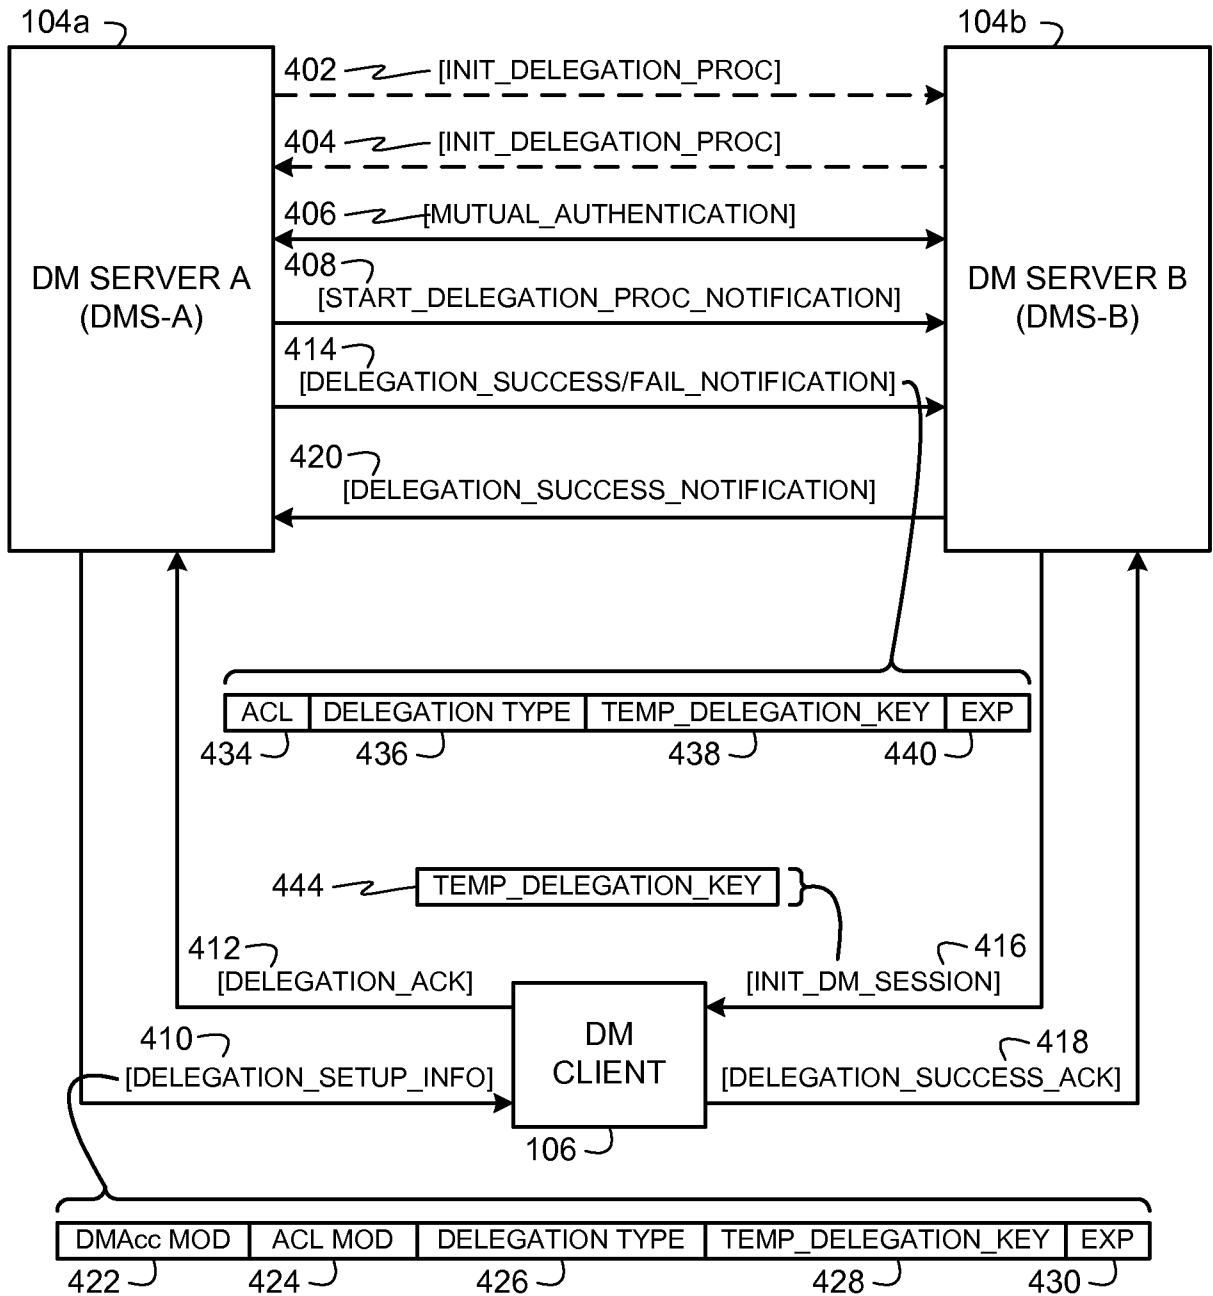 104a
104b
402
[INIT_DELEGATION_PROC]
404
[INIT_DELEGATION_PROC]
406
[MUTUAL_AUTHENTICATION]
DM SERVER A
(DMS-A)
DM SERVER B
(DMS-B)
408
[START_DELEGATION_PROC_NOTIFICATION]
414
[DELEGATION_SUCCESS/FAIL_NOTIFICATION]
420
[DELEGATION_SUCCESS_NOTIFICATION]
ACL
DELEGATION TYPE
TEMP_DELEGATION_KEY
EXP
434
436
438
440
444
TEMP_DELEGATION_KEY
412
[DELEGATION_ACK]
416
[INIT_DM_SESSION]
DM
CLIENT
410
[DELEGATION_SETUP_INFO]
418
[DELEGATION_SUCCESS_ACK]
106
DMAcc MOD
ACL MOD
DELEGATION TYPE
TEMP_DELEGATION_KEY
EXP
422
424
426
428
430